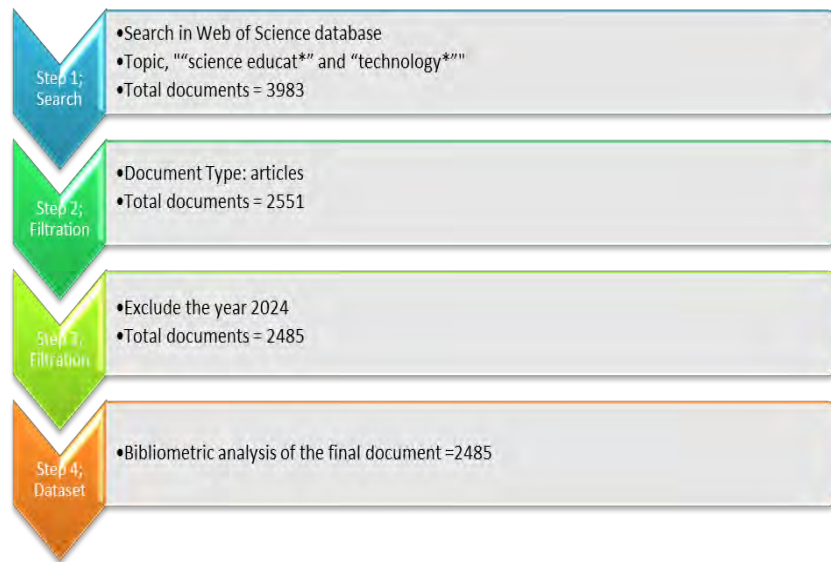 Step 1;
Search
•Search in Web of Science database
•Topic, "“science educat*” and “technology*”"
•Total documents = 3983
Step 2;
Filtration
•Document Type: articles
•Total documents = 2551
Step 3;
Filtration
•Exclude the year 2024
•Total documents = 2485
Step 4;
Dataset
•Bibliometric analysis of the final document =2485